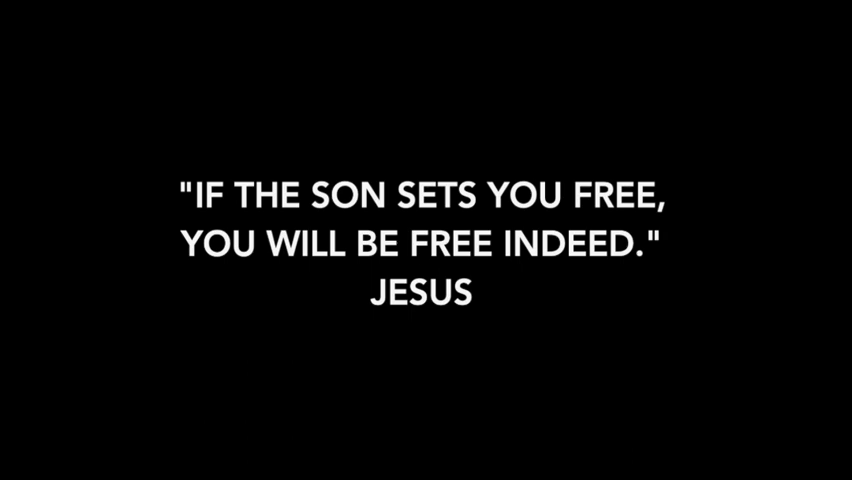 "IF THE SON SETS YOU FREE,
YOU WILL BE FREE INDEED."
JESUS